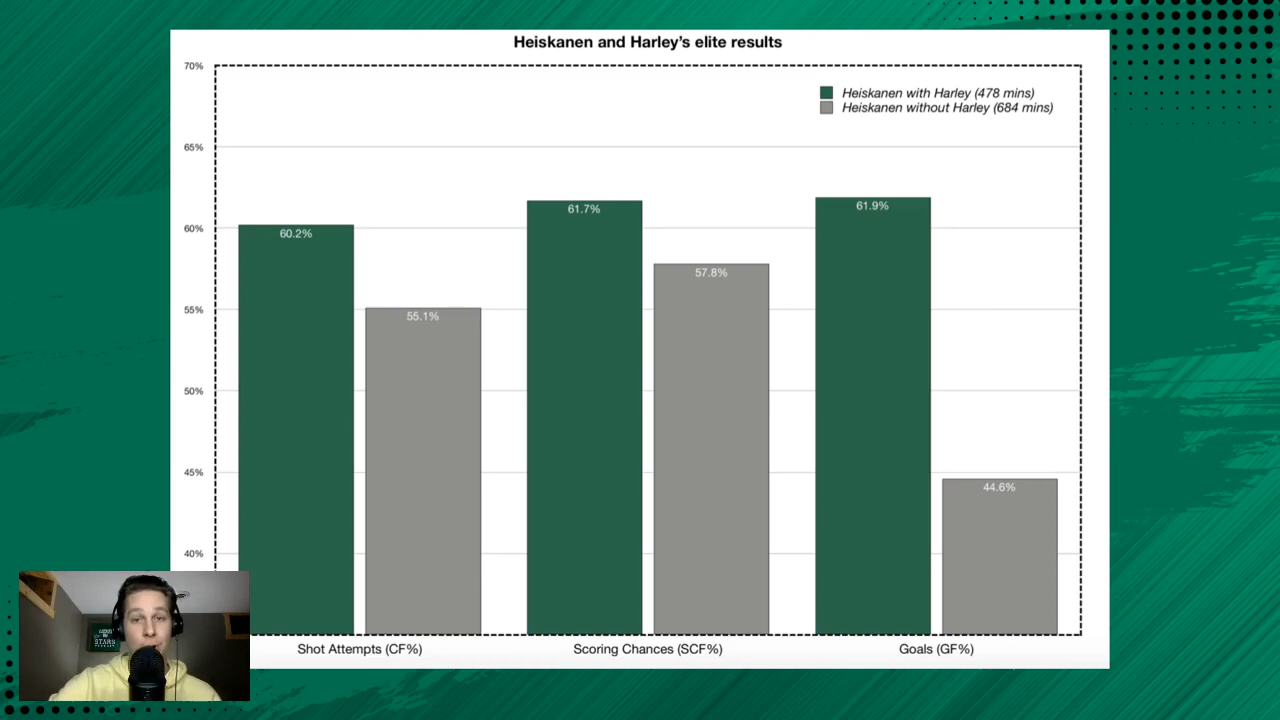 Heiskanen and Harley's elite results
70%
Heiskanen with Harley (478 mins)
Heiskanen without Harley (684 mins)
65%
61.7%
61.9%
60%
60.2%
57.8%
55%
55.1%
50%
45%
44.6%
40%
STARS
Shot Attempts (CF%)
Scoring Chances (SCF%)
Goals (GF%)